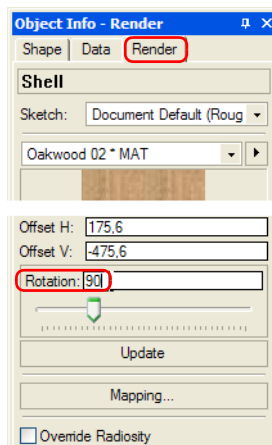 Object Info - Render
Shape Data Render
Shell
Sketch: Document Default (Roug
Oakwood 02 * MAT
Offset H: 175,6
Offset V: -475,6
Rotation: 90
Update
Mapping...
Override Radiosity